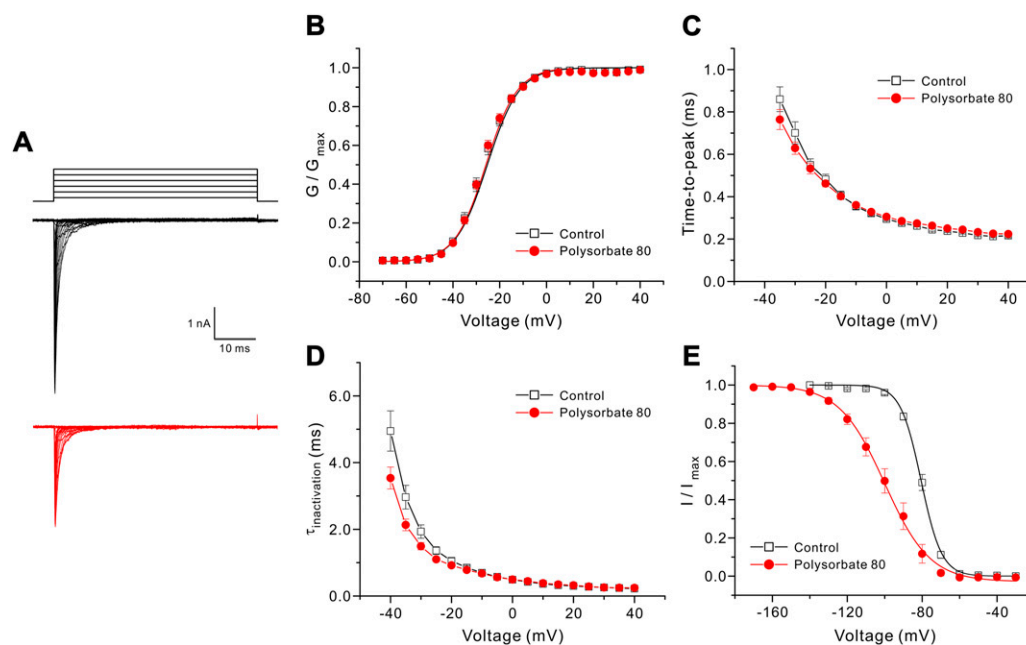 A
1 nA
10 ms
B
G / Gmax
1.0
0.8
0.6
0.4
0.2
0.0
Control
Polysorbate 80
-80 -60 -40 -20 0 20 40
Voltage (mV)
C
Time-to-peak (ms)
1.0
0.8
0.6
0.4
0.2
0.0
Control
Polysorbate 80
-40 -20 0 20 40
Voltage (mV)
D
τinactivation (ms)
6.0
4.0
2.0
0.0
Control
Polysorbate 80
-40 -20 0 20 40
Voltage (mV)
E
I / Imax
1.0
0.8
0.6
0.4
0.2
0.0
Control
Polysorbate 80
-160 -120 -80 -40
Voltage (mV)